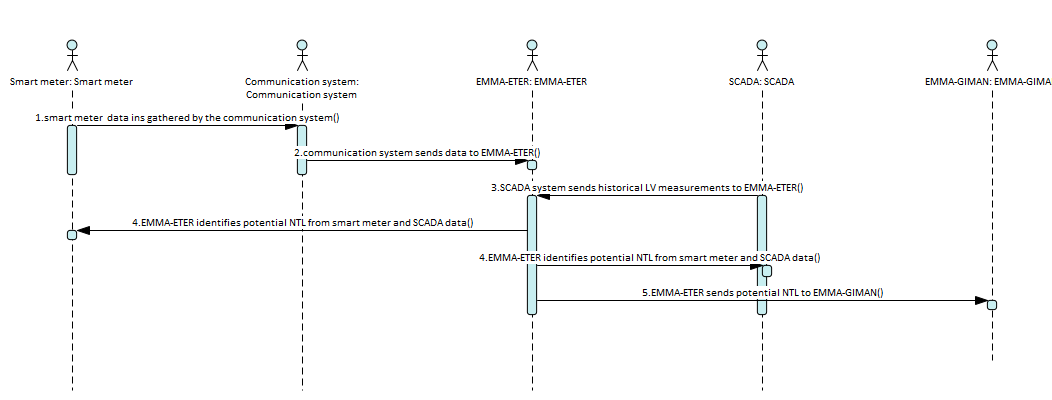 Smart meter: Smart meter
Communication system:
Communication system
EMMA-ETER: EMMA-ETER
SCADA: SCADA
EMMA-GIMAN: EMMA-GIMA
1.smart meter data ins gathered by the communication system()
2.communication system sends data to EMMA-ETER()
3.SCADA system sends historical LV measurements to EMMA-ETER()
4.EMMA-ETER identifies potential NTL from smart meter and SCADA data()
4.EMMA-ETER identifies potential NTL from smart meter and SCADA data()
5.EMMA-ETER sends potential NTL to EMMA-GIMAN()